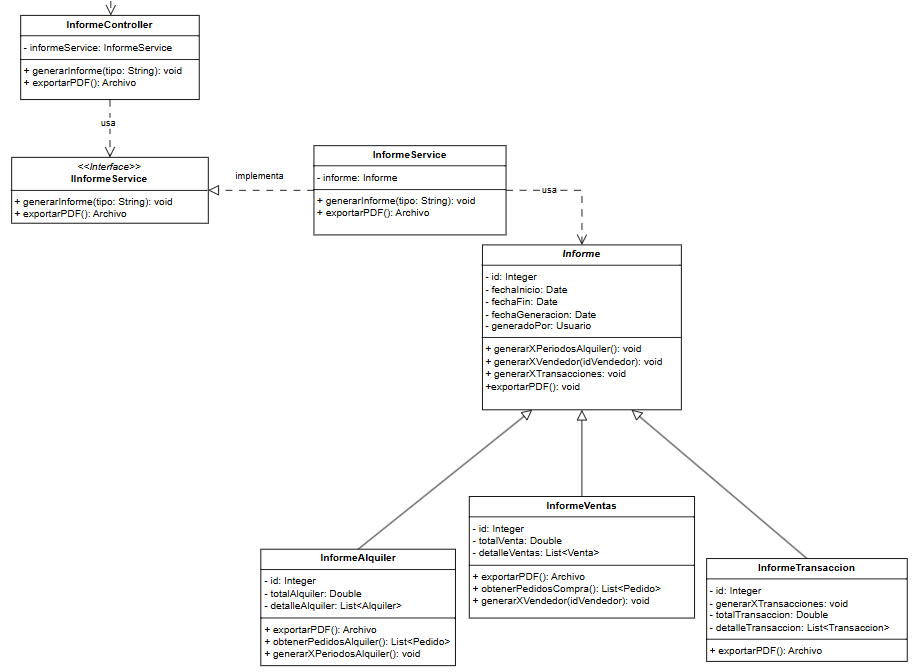 InformeController
- informeService: InformeService
+ generarInforme(tipo: String): void
+ exportarPDF(): Archivo
usa
<<Interface>>
IInformeService
+ generarInforme(tipo: String): void
+ exportarPDF(): Archivo
implementa
InformeService
- informe: Informe
+ generarInforme(tipo: String): void
+ exportarPDF(): Archivo
usa
Informe
- id: Integer
- fechaInicio: Date
- fechaFin: Date
- fechaGeneracion: Date
- generadoPor: Usuario
+ generarXPeriodosAlquiler(): void
+ generarXVendedor(idVendedor): void
+ generarXTransacciones: void
+exportarPDF(): void
InformeAlquiler
- id: Integer
- totalAlquiler: Double
- detalleAlquiler: List<Alquiler>
+ exportarPDF(): Archivo
+ obtenerPedidosAlquiler(): List<Pedido>
+ generarXPeriodosAlquiler(): void
InformeVentas
- id: Integer
- totalVenta: Double
- detalleVentas: List<Venta>
+ exportarPDF(): Archivo
+ obtenerPedidosCompra(): List<Pedido>
+ generarXVendedor(idVendedor): void
InformeTransaccion
- id: Integer
- generarXTransacciones: void
- totalTransaccion: Double
- detalleTransaccion: List<Transaccion>
+ exportarPDF(): Archivo